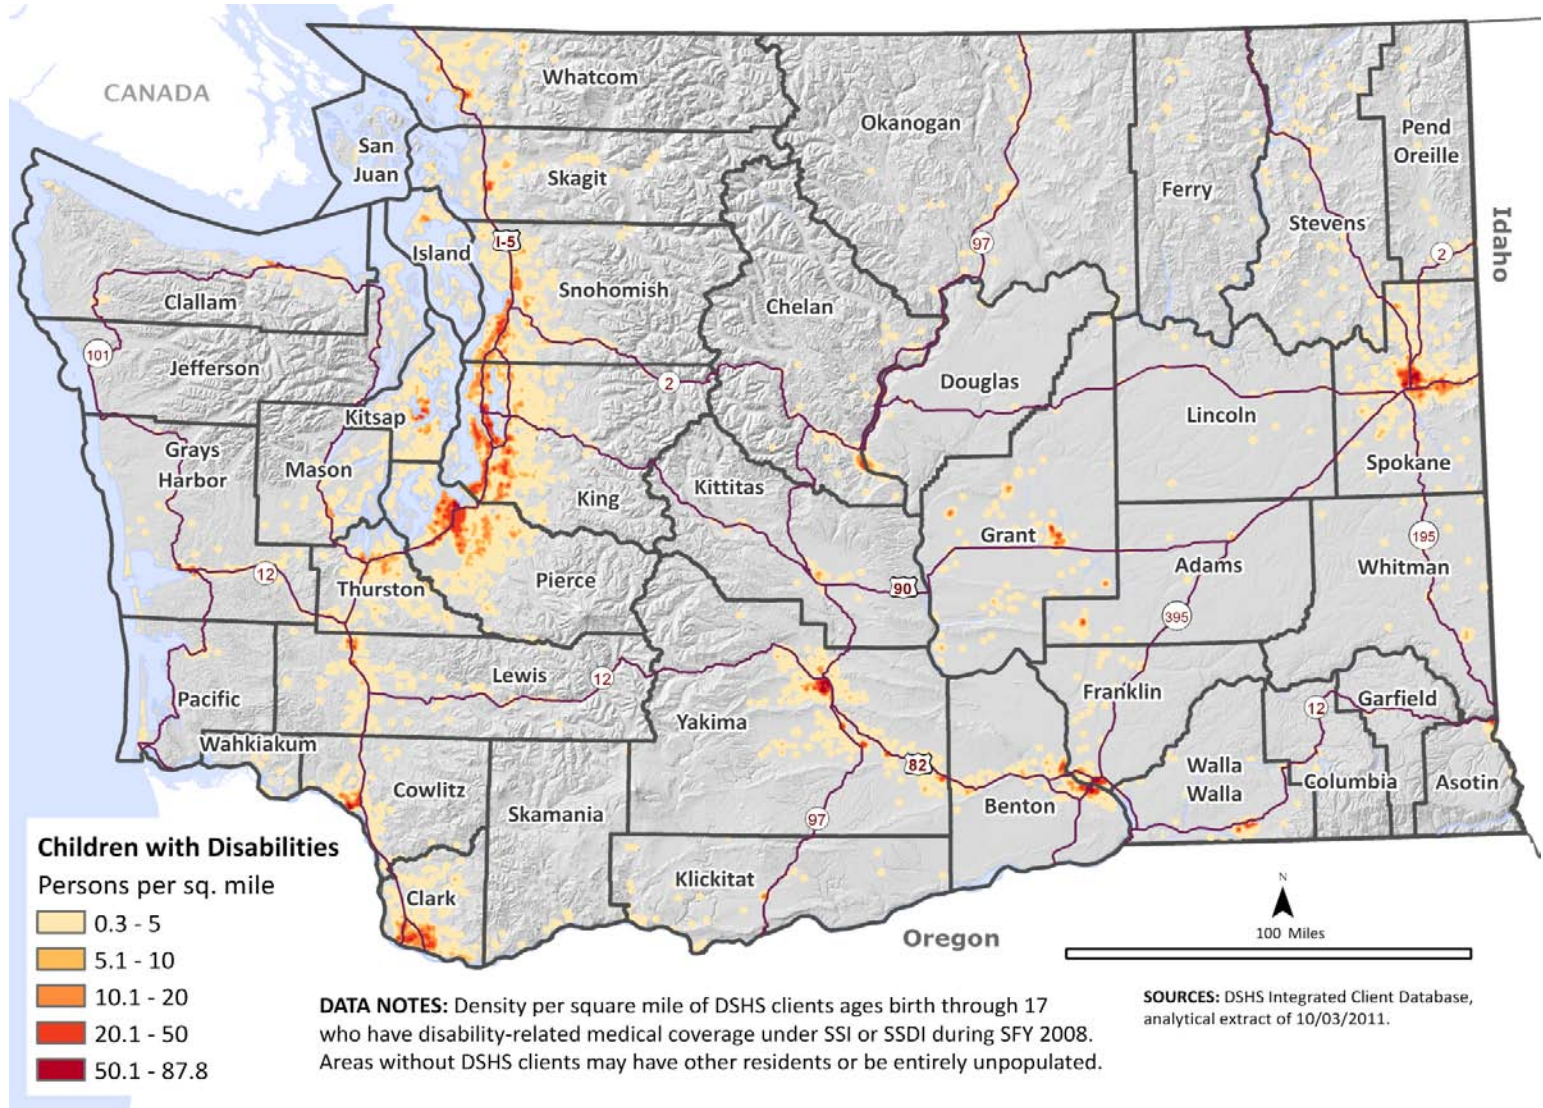 CANADA
Whatcom
Okanogan
Pend
Oreille
San
Juan
Skagit
Ferry
Stevens
Idaho
I-5
Island
97
2
Clallam
Snohomish
Chelan
101
Jefferson
2
Douglas
Lincoln
Kitsap
Grays
Harbor
Mason
King
Kittitas
Spokane
Grant
195
12
Thurston
Pierce
90
Adams
Whitman
395
Lewis
12
Pacific
Yakima
Franklin
12
Garfield
Wahkiakum
82
Walla
Walla
Columbia
Asotin
Cowlitz
Skamania
97
Benton
Klickitat
Clark
Oregon
N
100 Miles
Children with Disabilities
Persons per sq. mile
0.3 - 5
5.1 - 10
10.1 - 20
20.1 - 50
50.1 - 87.8
DATA NOTES: Density per square mile of DSHS clients ages birth through 17
who have disability-related medical coverage under SSI or SSDI during SFY 2008.
Areas without DSHS clients may have other residents or be entirely unpopulated.
SOURCES: DSHS Integrated Client Database,
analytical extract of 10/03/2011.